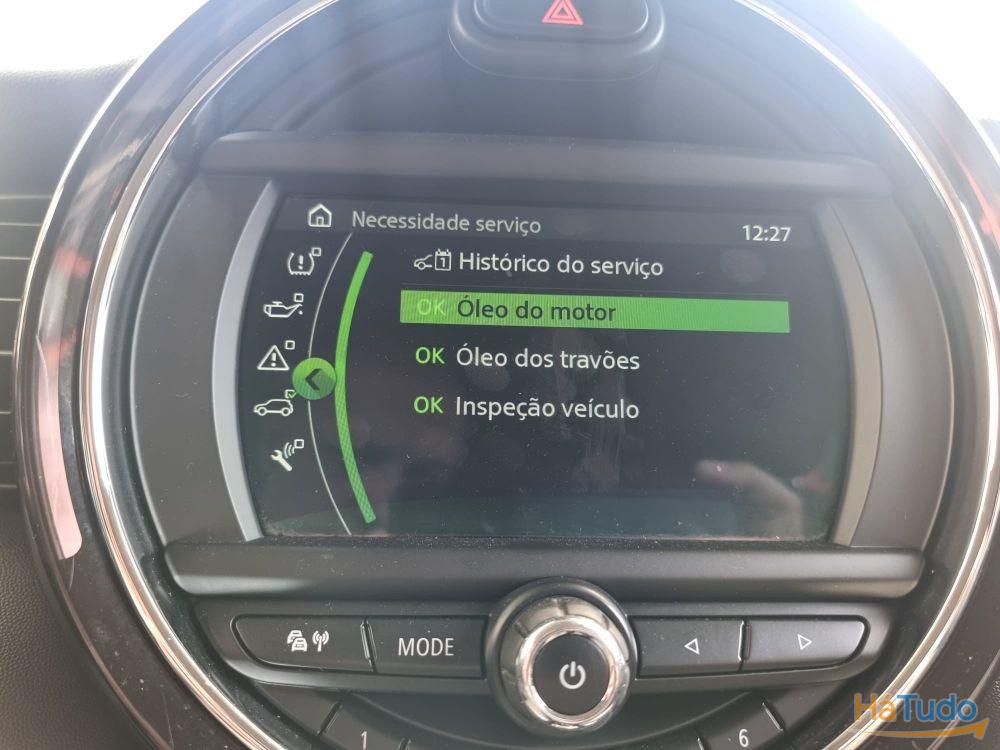 Necessidade serviço
12:27
1 Histórico do serviço
OK Óleo do motor
OK Óleo dos travões
OK Inspeção veículo
MODE
1
6
HáTudo